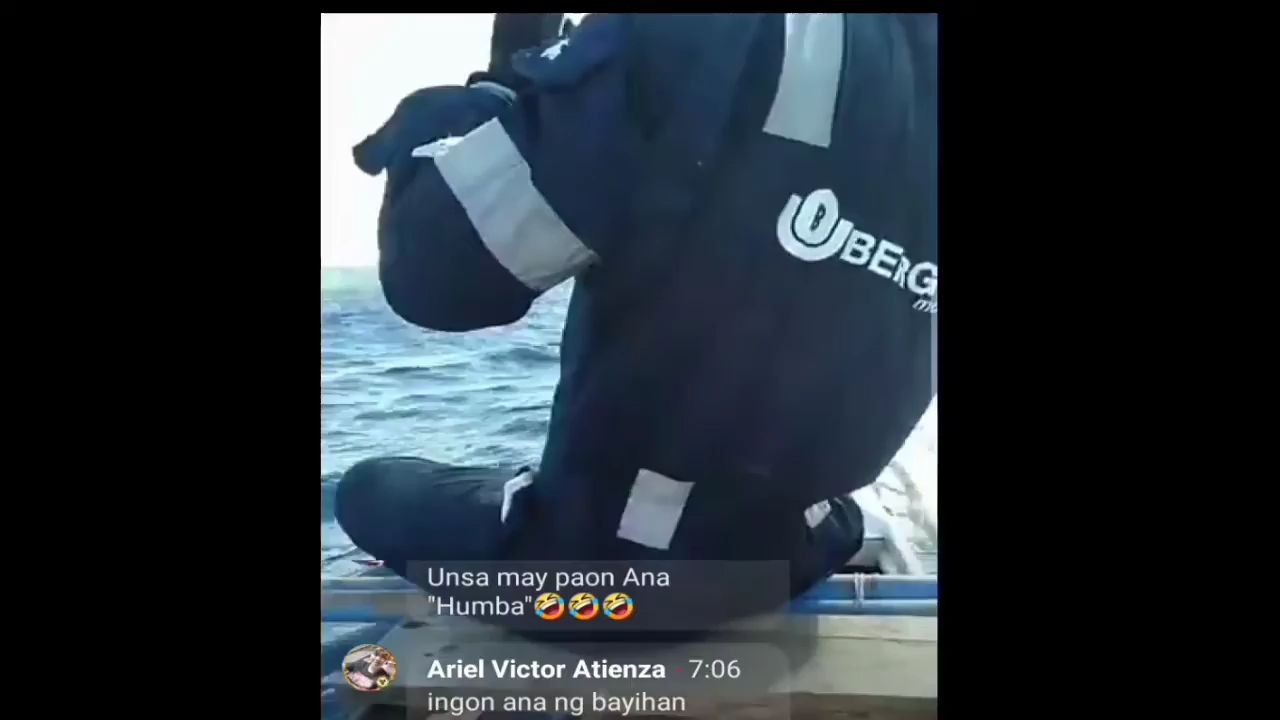 UBERG
Unsa may paon Ana
"Humba"🤣🤣🤣
Ariel Victor Atienza · 7:06
ingon ana ng bayihan